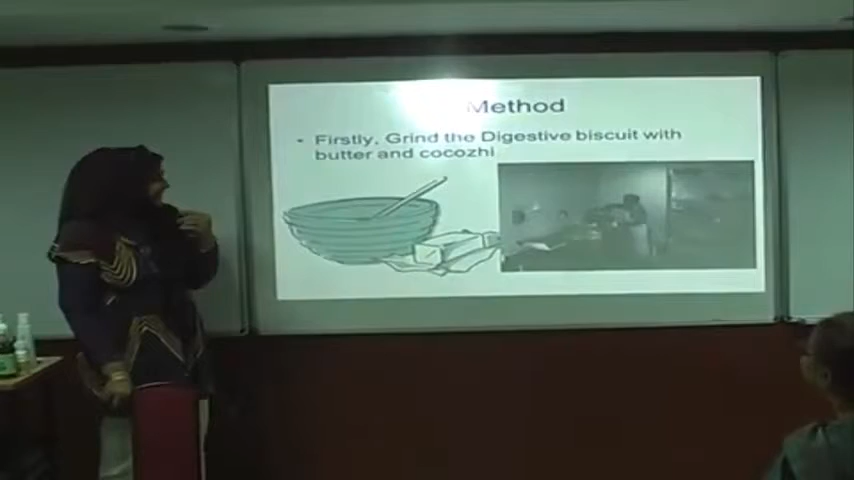 Method
• Firstly, Grind the Digestive biscuit with
butter and cocozhi